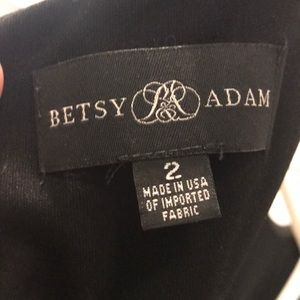 BETSY & ADAM
2
MADE IN USA
OF IMPORTED
FABRIC